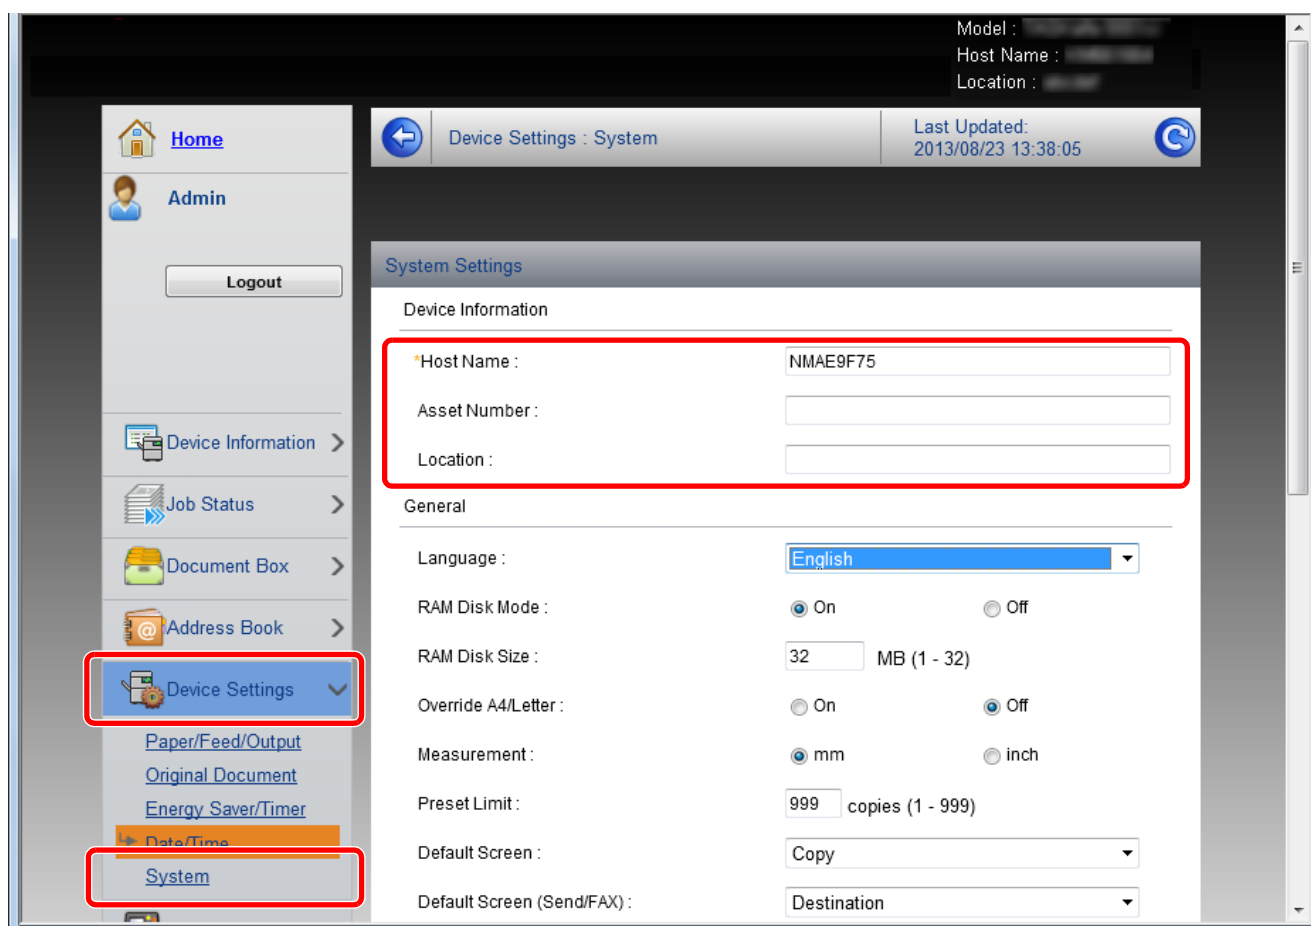 Model :
Host Name :
Location :
Home
Admin
Logout
Device Information
Job Status
Document Box
Address Book
Device Settings
Paper/Feed/Output
Original Document
Energy Saver/Timer
Date/Time
System
Device Settings : System
Last Updated:
2013/08/23 13:38:05
System Settings
Device Information
*Host Name : NMAE9F75
Asset Number :
Location :
General
Language : English
RAM Disk Mode : On Off
RAM Disk Size : 32 MB (1 - 32)
Override A4/Letter : On Off
Measurement : mm inch
Preset Limit : 999 copies (1 - 999)
Default Screen : Copy
Default Screen (Send/FAX) : Destination